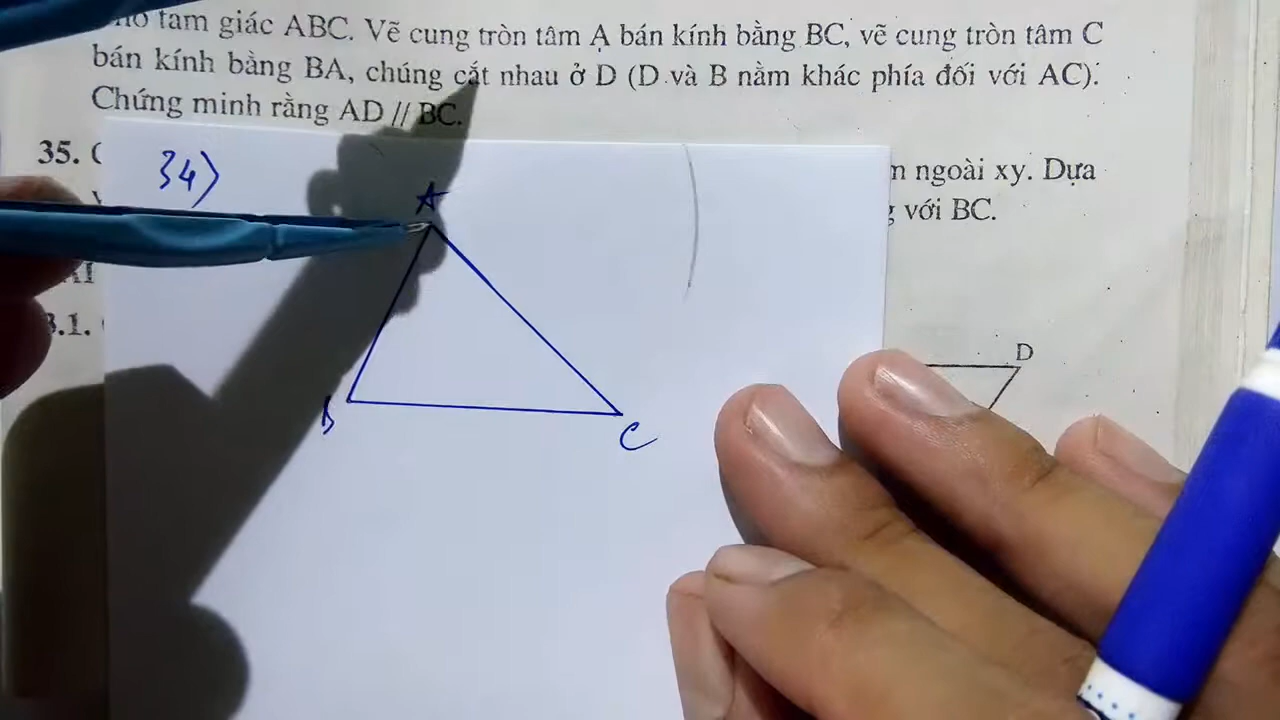 tam giác ABC. Vẽ cung tròn tâm A bán kính bằng BC, vẽ cung tròn tâm C
bán kính bằng BA, chúng cắt nhau ở D (D và B nằm khác phía đối với AC).
Chứng minh rằng AD // BC.
35.
34)
ngoài xy. Dựa
với BC.
A
D
B
C